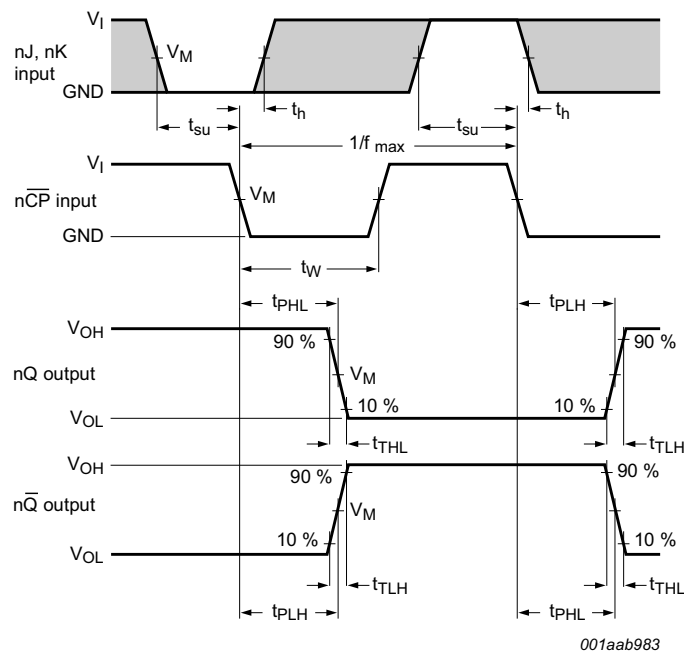 V_I
nJ, nK
input
V_M
GND
t_su
t_h
t_su
t_h
1/f max
V_I
nC̅P̅ input
V_M
GND
t_W
t_PHL
t_PLH
V_OH
90 %
90 %
nQ output
V_M
10 %
10 %
V_OL
t_THL
t_TLH
V_OH
90 %
90 %
nQ̅ output
V_M
10 %
10 %
V_OL
t_TLH
t_THL
t_PLH
t_PHL
001aab983